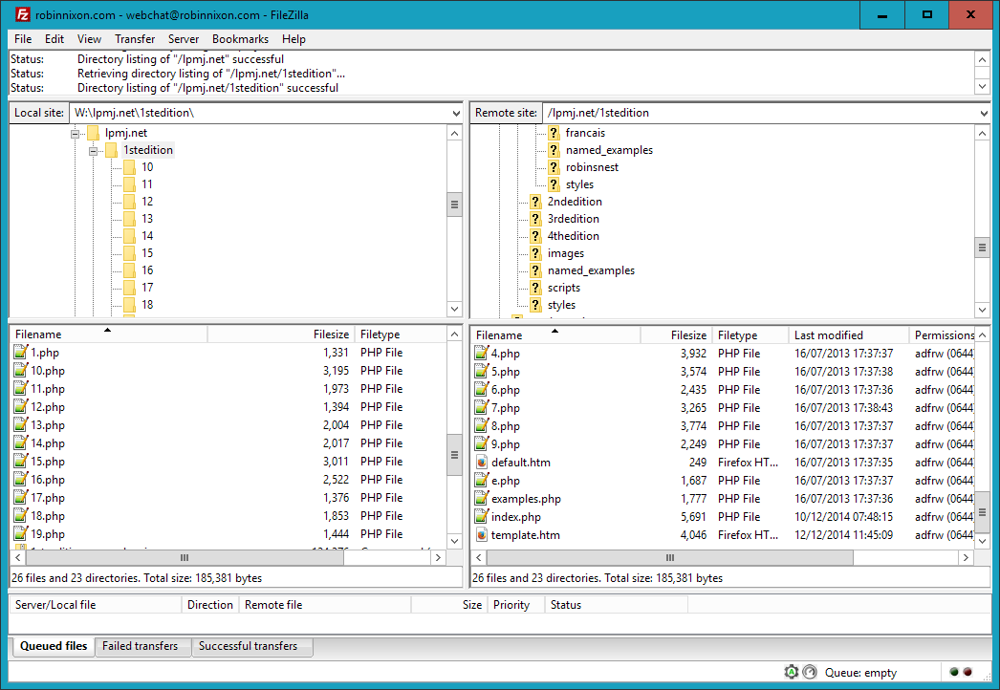 robinnixon.com - webchat@robinnixon.com - FileZilla
File Edit View Transfer Server Bookmarks Help
Status: Directory listing of "/lpmj.net" successful
Status: Retrieving directory listing of "/lpmj.net/1stedition"...
Status: Directory listing of "/lpmj.net/1stedition" successful
Local site: W:\lpmj.net\1stedition\
lpmj.net
1stedition
10
11
12
13
14
15
16
17
18
Remote site: /lpmj.net/1stedition
francais
named_examples
robinsnest
styles
2ndedition
3rdedition
4thedition
images
named_examples
scripts
styles
Filename Filesize Filetype
1.php 1,331 PHP File
10.php 3,195 PHP File
11.php 1,973 PHP File
12.php 1,394 PHP File
13.php 2,004 PHP File
14.php 2,017 PHP File
15.php 3,011 PHP File
16.php 2,522 PHP File
17.php 1,376 PHP File
18.php 1,853 PHP File
19.php 1,444 PHP File
26 files and 23 directories. Total size: 185,381 bytes
Filename Filesize Filetype Last modified Permissions
4.php 3,932 PHP File 16/07/2013 17:37:37 adfrw (0644
5.php 3,574 PHP File 16/07/2013 17:37:38 adfrw (0644
6.php 2,435 PHP File 16/07/2013 17:37:36 adfrw (0644
7.php 3,265 PHP File 16/07/2013 17:38:43 adfrw (0644
8.php 3,774 PHP File 16/07/2013 17:37:37 adfrw (0644
9.php 2,249 PHP File 16/07/2013 17:37:37 adfrw (0644
default.htm 249 Firefox HT... 16/07/2013 17:37:35 adfrw (0644
e.php 1,687 PHP File 16/07/2013 17:37:37 adfrw (0644
examples.php 1,777 PHP File 16/07/2013 17:37:36 adfrw (0644
index.php 5,691 PHP File 10/12/2014 07:48:15 adfrw (0644
template.htm 4,046 Firefox HT... 12/12/2014 11:45:09 adfrw (0644
26 files and 23 directories. Total size: 185,381 bytes
Server/Local file Direction Remote file Size Priority Status
Queued files Failed transfers Successful transfers
Queue: empty